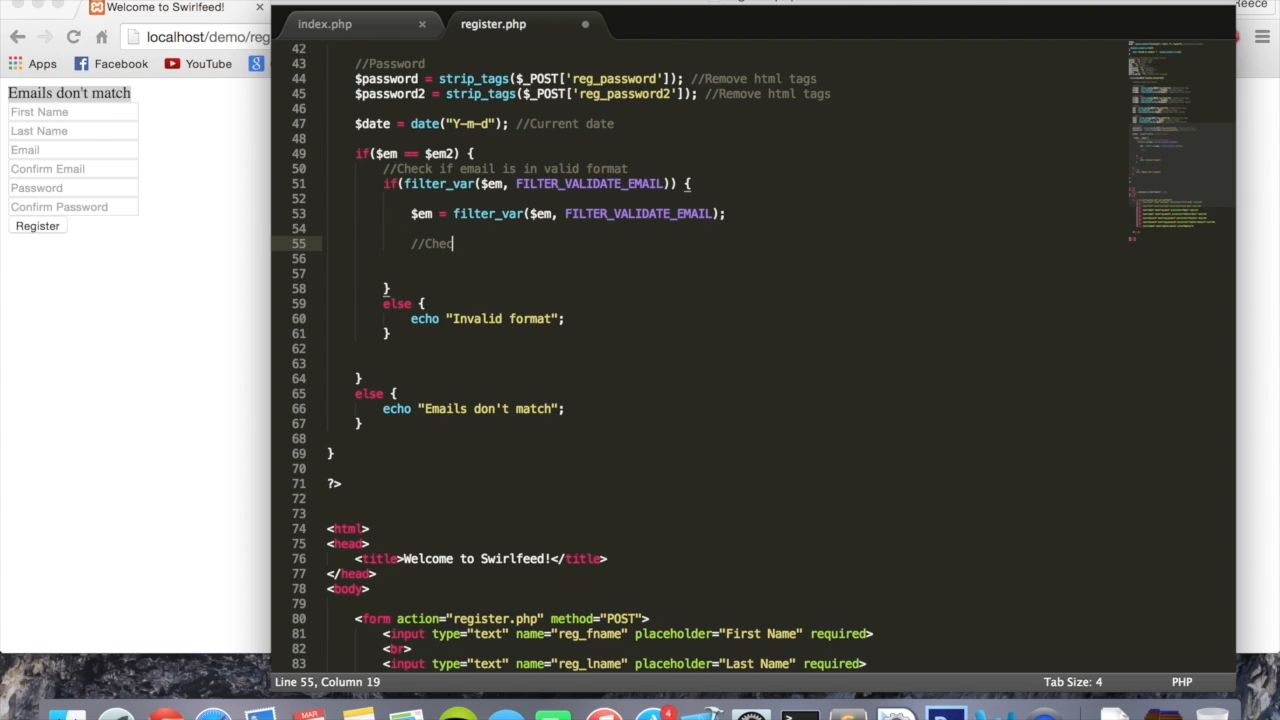 Welcome to Swirlfeed!
index.php
register.php
Reece
localhost/demo/reg
Apps
Facebook
YouTube
Emails don't match
First Name
Last Name
Email
Confirm Email
Password
Confirm Password
Register
42
43 //Password
44 $password = strip_tags($_POST['reg_password']); //Remove html tags
45 $password2 = strip_tags($_POST['reg_password2']); //Remove html tags
46
47 $date = date("Y-m-d"); //Current date
48
49 if($em == $em2) {
50 //Check if email is in valid format
51 if(filter_var($em, FILTER_VALIDATE_EMAIL)) {
52
53 $em = filter_var($em, FILTER_VALIDATE_EMAIL);
54
55 //Chec
56
57
58 }
59 else {
60 echo "Invalid format";
61 }
62
63
64 }
65 else {
66 echo "Emails don't match";
67 }
68
69 }
70
71 ?>
72
73
74 <html>
75 <head>
76 <title>Welcome to Swirlfeed!</title>
77 </head>
78 <body>
79
80 <form action="register.php" method="POST">
81 <input type="text" name="reg_fname" placeholder="First Name" required>
82 <br>
83 <input type="text" name="reg_lname" placeholder="Last Name" required>
Line 55, Column 19
Tab Size: 4
PHP
MAR
4